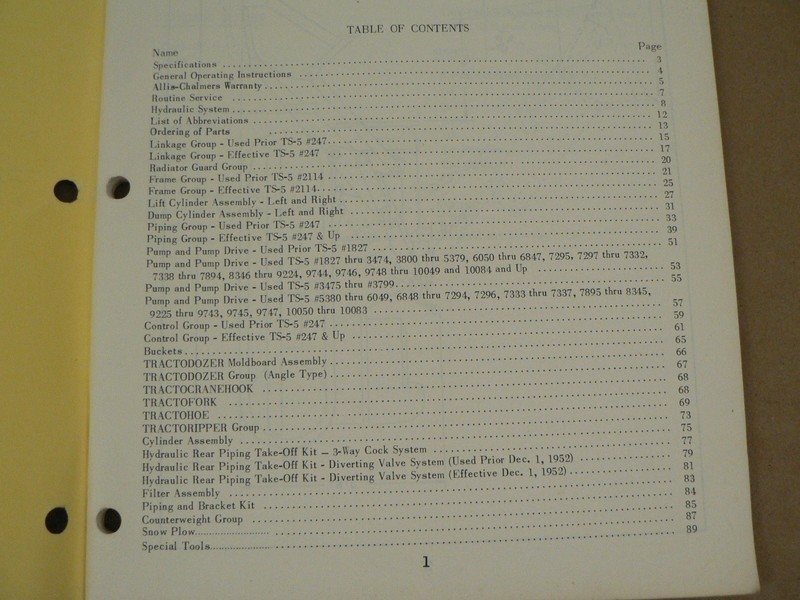 TABLE OF CONTENTS
Name Page
Specifications 3
General Operating Instructions 4
Allis-Chalmers Warranty 5
Routine Service 7
Hydraulic System 8
List of Abbreviations 12
Ordering of Parts 13
Linkage Group - Used Prior TS-5 #247 15
Linkage Group - Effective TS-5 #247 17
Radiator Guard Group 20
Frame Group - Used Prior TS-5 #2114 21
Frame Group - Effective TS-5 #2114 25
Lift Cylinder Assembly - Left and Right 27
Dump Cylinder Assembly - Left and Right 31
Piping Group - Used Prior TS-5 #247 33
Piping Group - Effective TS-5 #247 & Up 39
Pump and Pump Drive - Used Prior TS-5 #1827 51
Pump and Pump Drive - Used TS-5 #1827 thru 3474, 3800 thru 5379, 6050 thru 6847, 7295, 7297 thru 7332,
7338 thru 7894, 8346 thru 9224, 9744, 9746, 9748 thru 10049 and 10084 and Up 53
Pump and Pump Drive - Used TS-5 #3475 thru #3799 55
Pump and Pump Drive - Used TS-5 #5380 thru 6049, 6848 thru 7294, 7296, 7333 thru 7337, 7895 thru 8345,
9225 thru 9743, 9745, 9747, 10050 thru 10083 57
Control Group - Used Prior TS-5 #247 59
Control Group - Effective TS-5 #247 & Up 61
Buckets 65
TRACTODOZER Moldboard Assembly 66
TRACTODOZER Group (Angle Type) 67
TRACTOCRANEHOOK 68
TRACTOFORK 68
TRACTOHOE 69
TRACTORIPPER Group 73
Cylinder Assembly 75
Hydraulic Rear Piping Take-Off Kit - 3-Way Cock System 77
Hydraulic Rear Piping Take-Off Kit - Diverting Valve System (Used Prior Dec. 1, 1952) 79
Hydraulic Rear Piping Take-Off Kit - Diverting Valve System (Effective Dec. 1, 1952) 81
Filter Assembly 83
Piping and Bracket Kit 84
Counterweight Group 85
Snow Plow 87
Special Tools 89
1